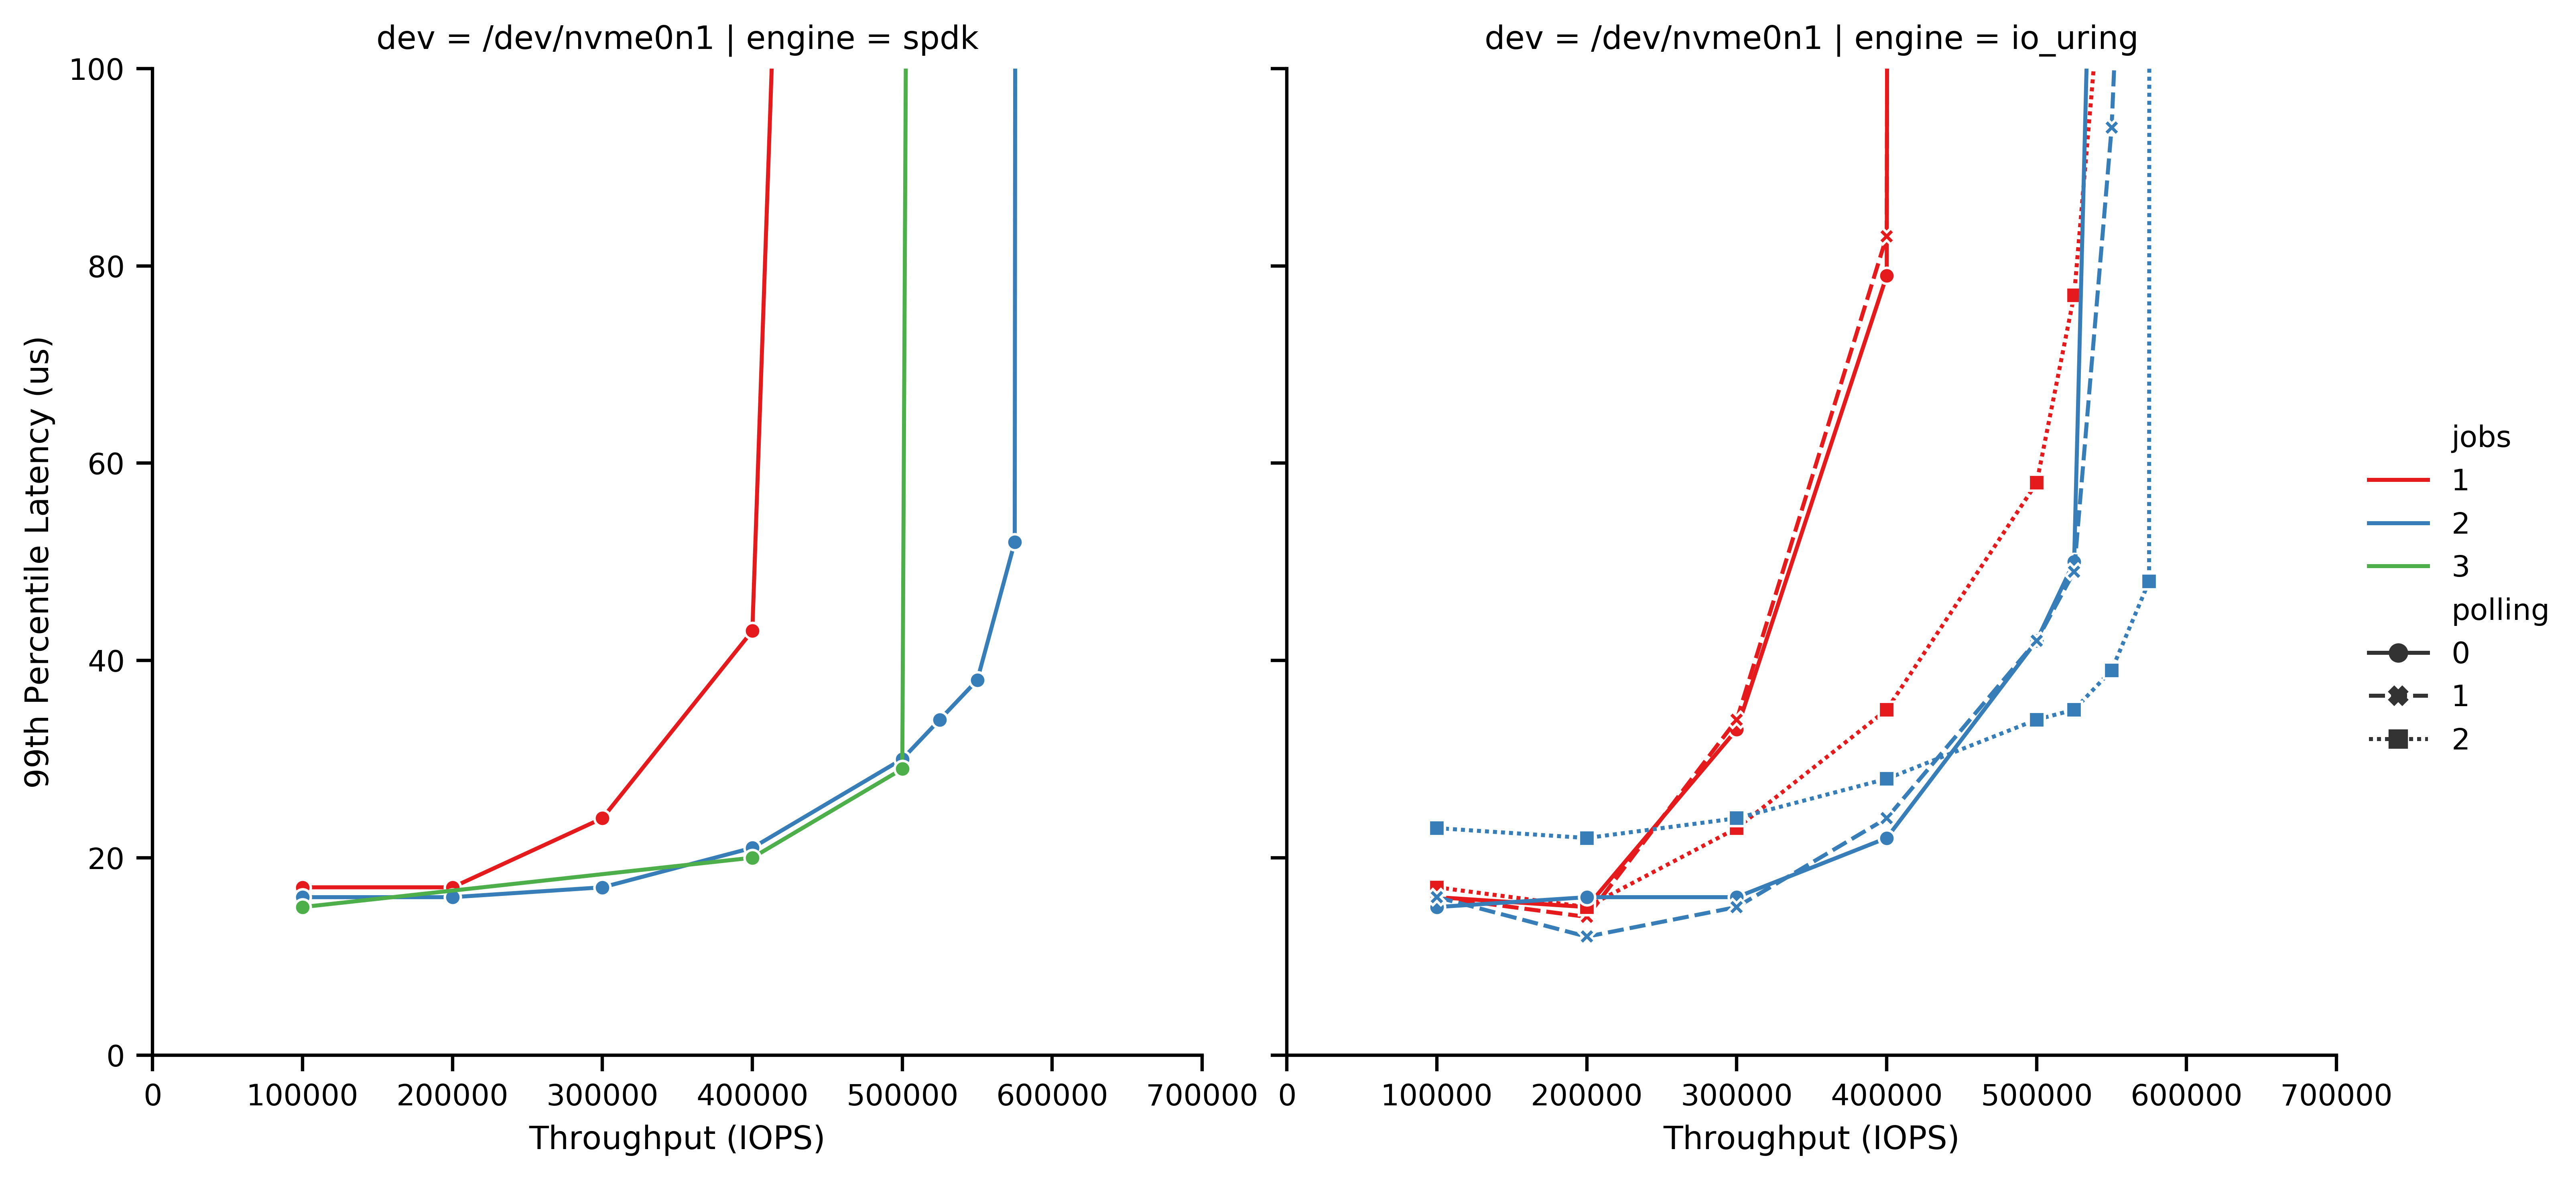 dev = /dev/nvme0n1 | engine = spdk
dev = /dev/nvme0n1 | engine = io_uring
99th Percentile Latency (us)
100
80
60
40
20
0
0 100000 200000 300000 400000 500000 600000 700000
Throughput (IOPS)
0 100000 200000 300000 400000 500000 600000 700000
Throughput (IOPS)
jobs
1
2
3
polling
0
1
2